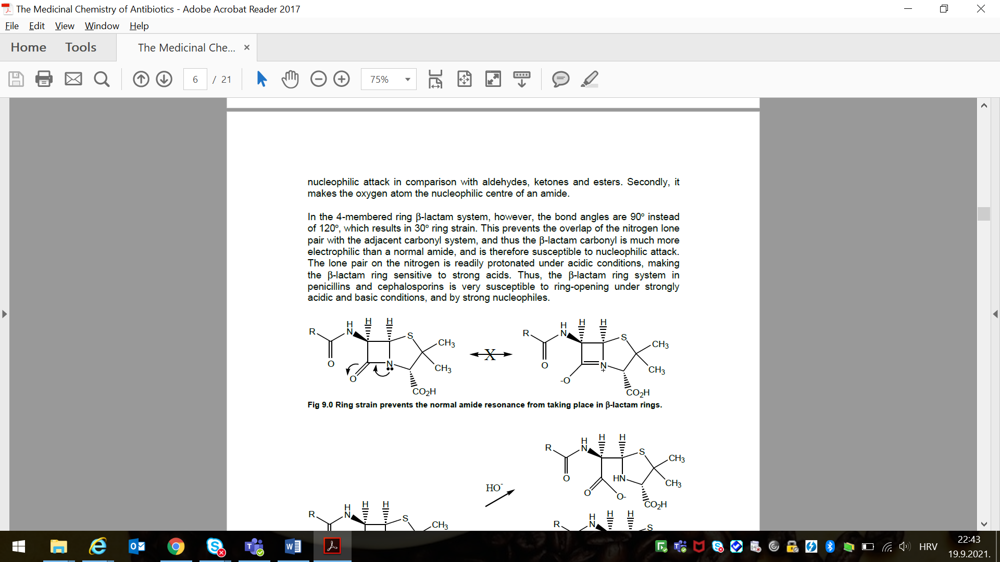 The Medicinal Chemistry of Antibiotics - Adobe Acrobat Reader 2017
File Edit View Window Help
Home Tools The Medicinal Che... ×
6 / 21 75%
nucleophilic attack in comparison with aldehydes, ketones and esters. Secondly, it
makes the oxygen atom the nucleophilic centre of an amide.
In the 4-membered ring β-lactam system, however, the bond angles are 90º instead
of 120º, which results in 30º ring strain. This prevents the overlap of the nitrogen lone
pair with the adjacent carbonyl system, and thus the β-lactam carbonyl is much more
electrophilic than a normal amide, and is therefore susceptible to nucleophilic attack.
The lone pair on the nitrogen is readily protonated under acidic conditions, making
the β-lactam ring sensitive to strong acids. Thus, the β-lactam ring system in
penicillins and cephalosporins is very susceptible to ring-opening under strongly
acidic and basic conditions, and by strong nucleophiles.
R H N H H S CH3 CH3 O O N CO2H
X
R H N H H S CH3 CH3 O -O N + CO2H
Fig 9.0 Ring strain prevents the normal amide resonance from taking place in β-lactam rings.
R H N H H S CH3 CH3 O O O- HN CO2H
HO-
R H N H H S CH3
R H N H H S
22:43
HRV
19.9.2021.